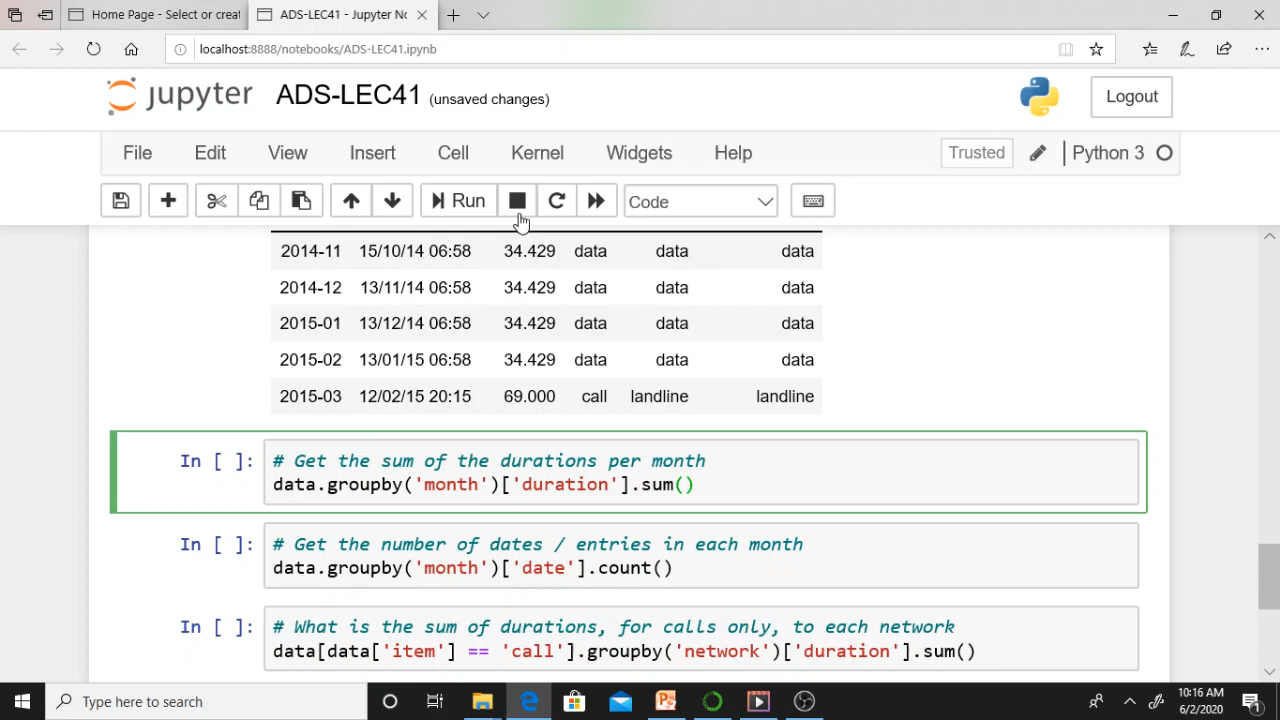 Home Page - Select or creat
ADS-LEC41 - Jupyter No
localhost:8888/notebooks/ADS-LEC41.ipynb
jupyter ADS-LEC41 (unsaved changes)
Logout
File Edit View Insert Cell Kernel Widgets Help
Trusted
Python 3
Run
Code
2014-11 15/10/14 06:58 34.429 data data data
2014-12 13/11/14 06:58 34.429 data data data
2015-01 13/12/14 06:58 34.429 data data data
2015-02 13/01/15 06:58 34.429 data data data
2015-03 12/02/15 20:15 69.000 call landline landline
In [ ]: # Get the sum of the durations per month
data.groupby('month')['duration'].sum()
In [ ]: # Get the number of dates / entries in each month
data.groupby('month')['date'].count()
In [ ]: # What is the sum of durations, for calls only, to each network
data[data['item'] == 'call'].groupby('network')['duration'].sum()
Type here to search
10:16 AM
6/2/2020
1